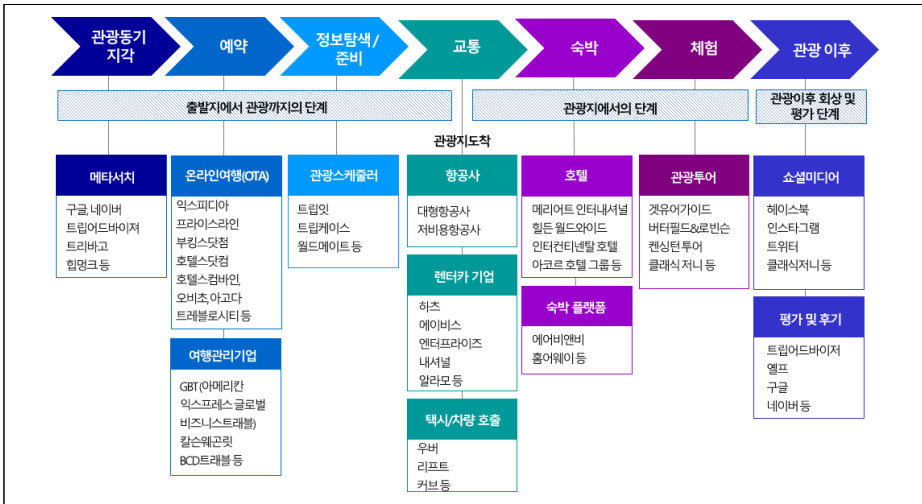 관광동기
지각
예약
정보탐색 /
준비
교통
숙박
체험
관광 이후
출발지에서 관광까지의 단계
관광지에서의 단계
관광이후 회상 및
평가 단계
관광지도착
메타서치
구글, 네이버
트립어드바이져
트리바고
힙멍크 등
온라인여행(OTA)
익스피디아
프라이스라인
부킹스닷첨
호텔스닷컴
호텔스컴바인,
오비츠, 아고다
트레블로시티 등
여행관리기업
GBT (아메리칸
익스프레스 글로벌
비즈니스트래블)
칼슨웨곤릿
BCD트래블 등
관광스케줄러
트립잇
트립케이스
월드메이트 등
항공사
대형항공사
저비용항공사
렌터카 기업
하츠
에이비스
엔터프라이즈
내셔널
알라모 등
택시/차량 호출
우버
리프트
커브 등
호텔
메리어트 인터내셔널
힐튼 월드와이드
인터컨티넨탈 호텔
아코르 호텔 그룹 등
숙박 플랫폼
에어비앤비
홈어웨이 등
관광투어
겟유어가이드
버터필드&로빈슨
켄싱턴 투어
클래식 저니 등
쇼셜미디어
헤이스북
인스타그램
트위터
클래식저니 등
평가 및 후기
트립어드바이저
옐프
구글
네이버 등